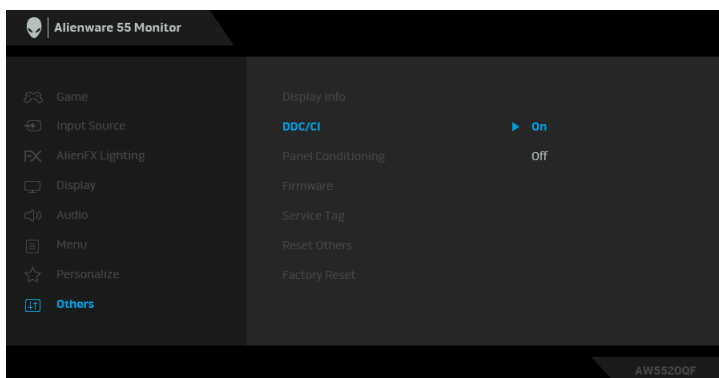 Alienware 55 Monitor
Game
Display Info
Input Source
DDC/CI
On
AlienFX Lighting
Panel Conditioning
Off
Display
Firmware
Audio
Service Tag
Menu
Reset Others
Personalize
Factory Reset
Others
AW5520QF